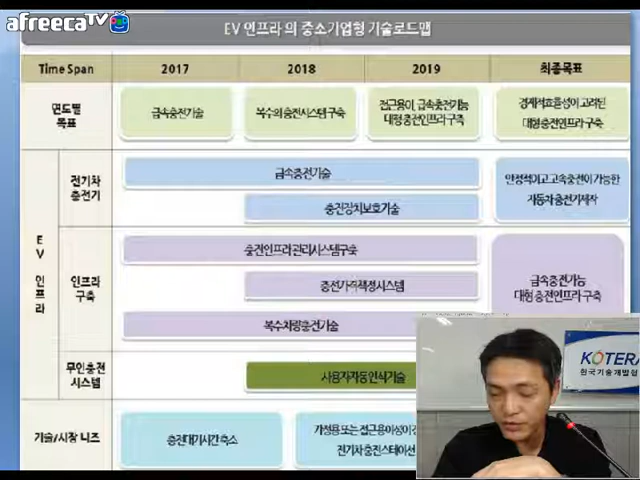 afreecaTV
EV 인프라의 중소기업형 기술로드맵
Time Span 2017 2018 2019 최종목표
연도별
목표
급속충전기술
복수의 충전시스템 구축
접근용이, 급속충전가능
대형 충전인프라 구축
경제적효율성이 고려된
대형 충전인프라 구축
EV 인프라
전기차
충전기
급속충전기술
충전장치보호기술
안정적이고 고속충전이 가능한
자동차 충전기제작
인프라
구축
충전인프라관리시스템구축
충전가격책정시스템
복수차량충전기술
급속충전가능
대형 충전인프라 구축
무인충전
시스템
사용자자동인식기술
기술/시장 니즈
충전대기시간 축소
가정용 또는 접근용이성이
전기차 충전스테이션
KOTERA
한국기술개발협